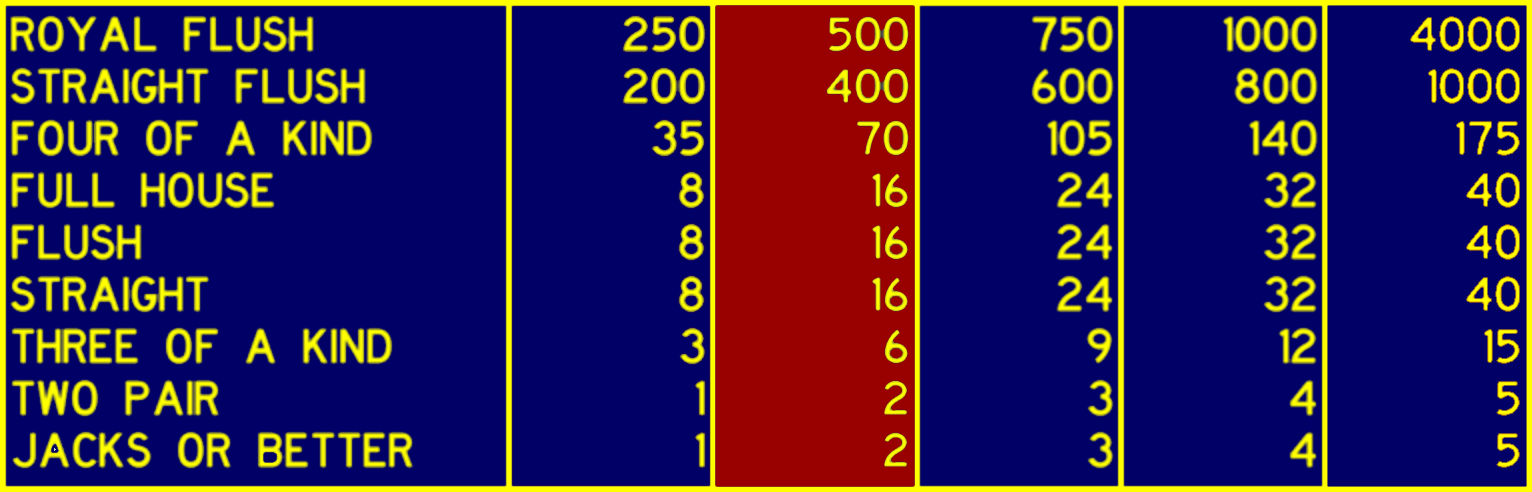 ROYAL FLUSH 250 500 750 1000 4000
STRAIGHT FLUSH 200 400 600 800 1000
FOUR OF A KIND 35 70 105 140 175
FULL HOUSE 8 16 24 32 40
FLUSH 8 16 24 32 40
STRAIGHT 8 16 24 32 40
THREE OF A KIND 3 6 9 12 15
TWO PAIR 1 2 3 4 5
JACKS OR BETTER 1 2 3 4 5